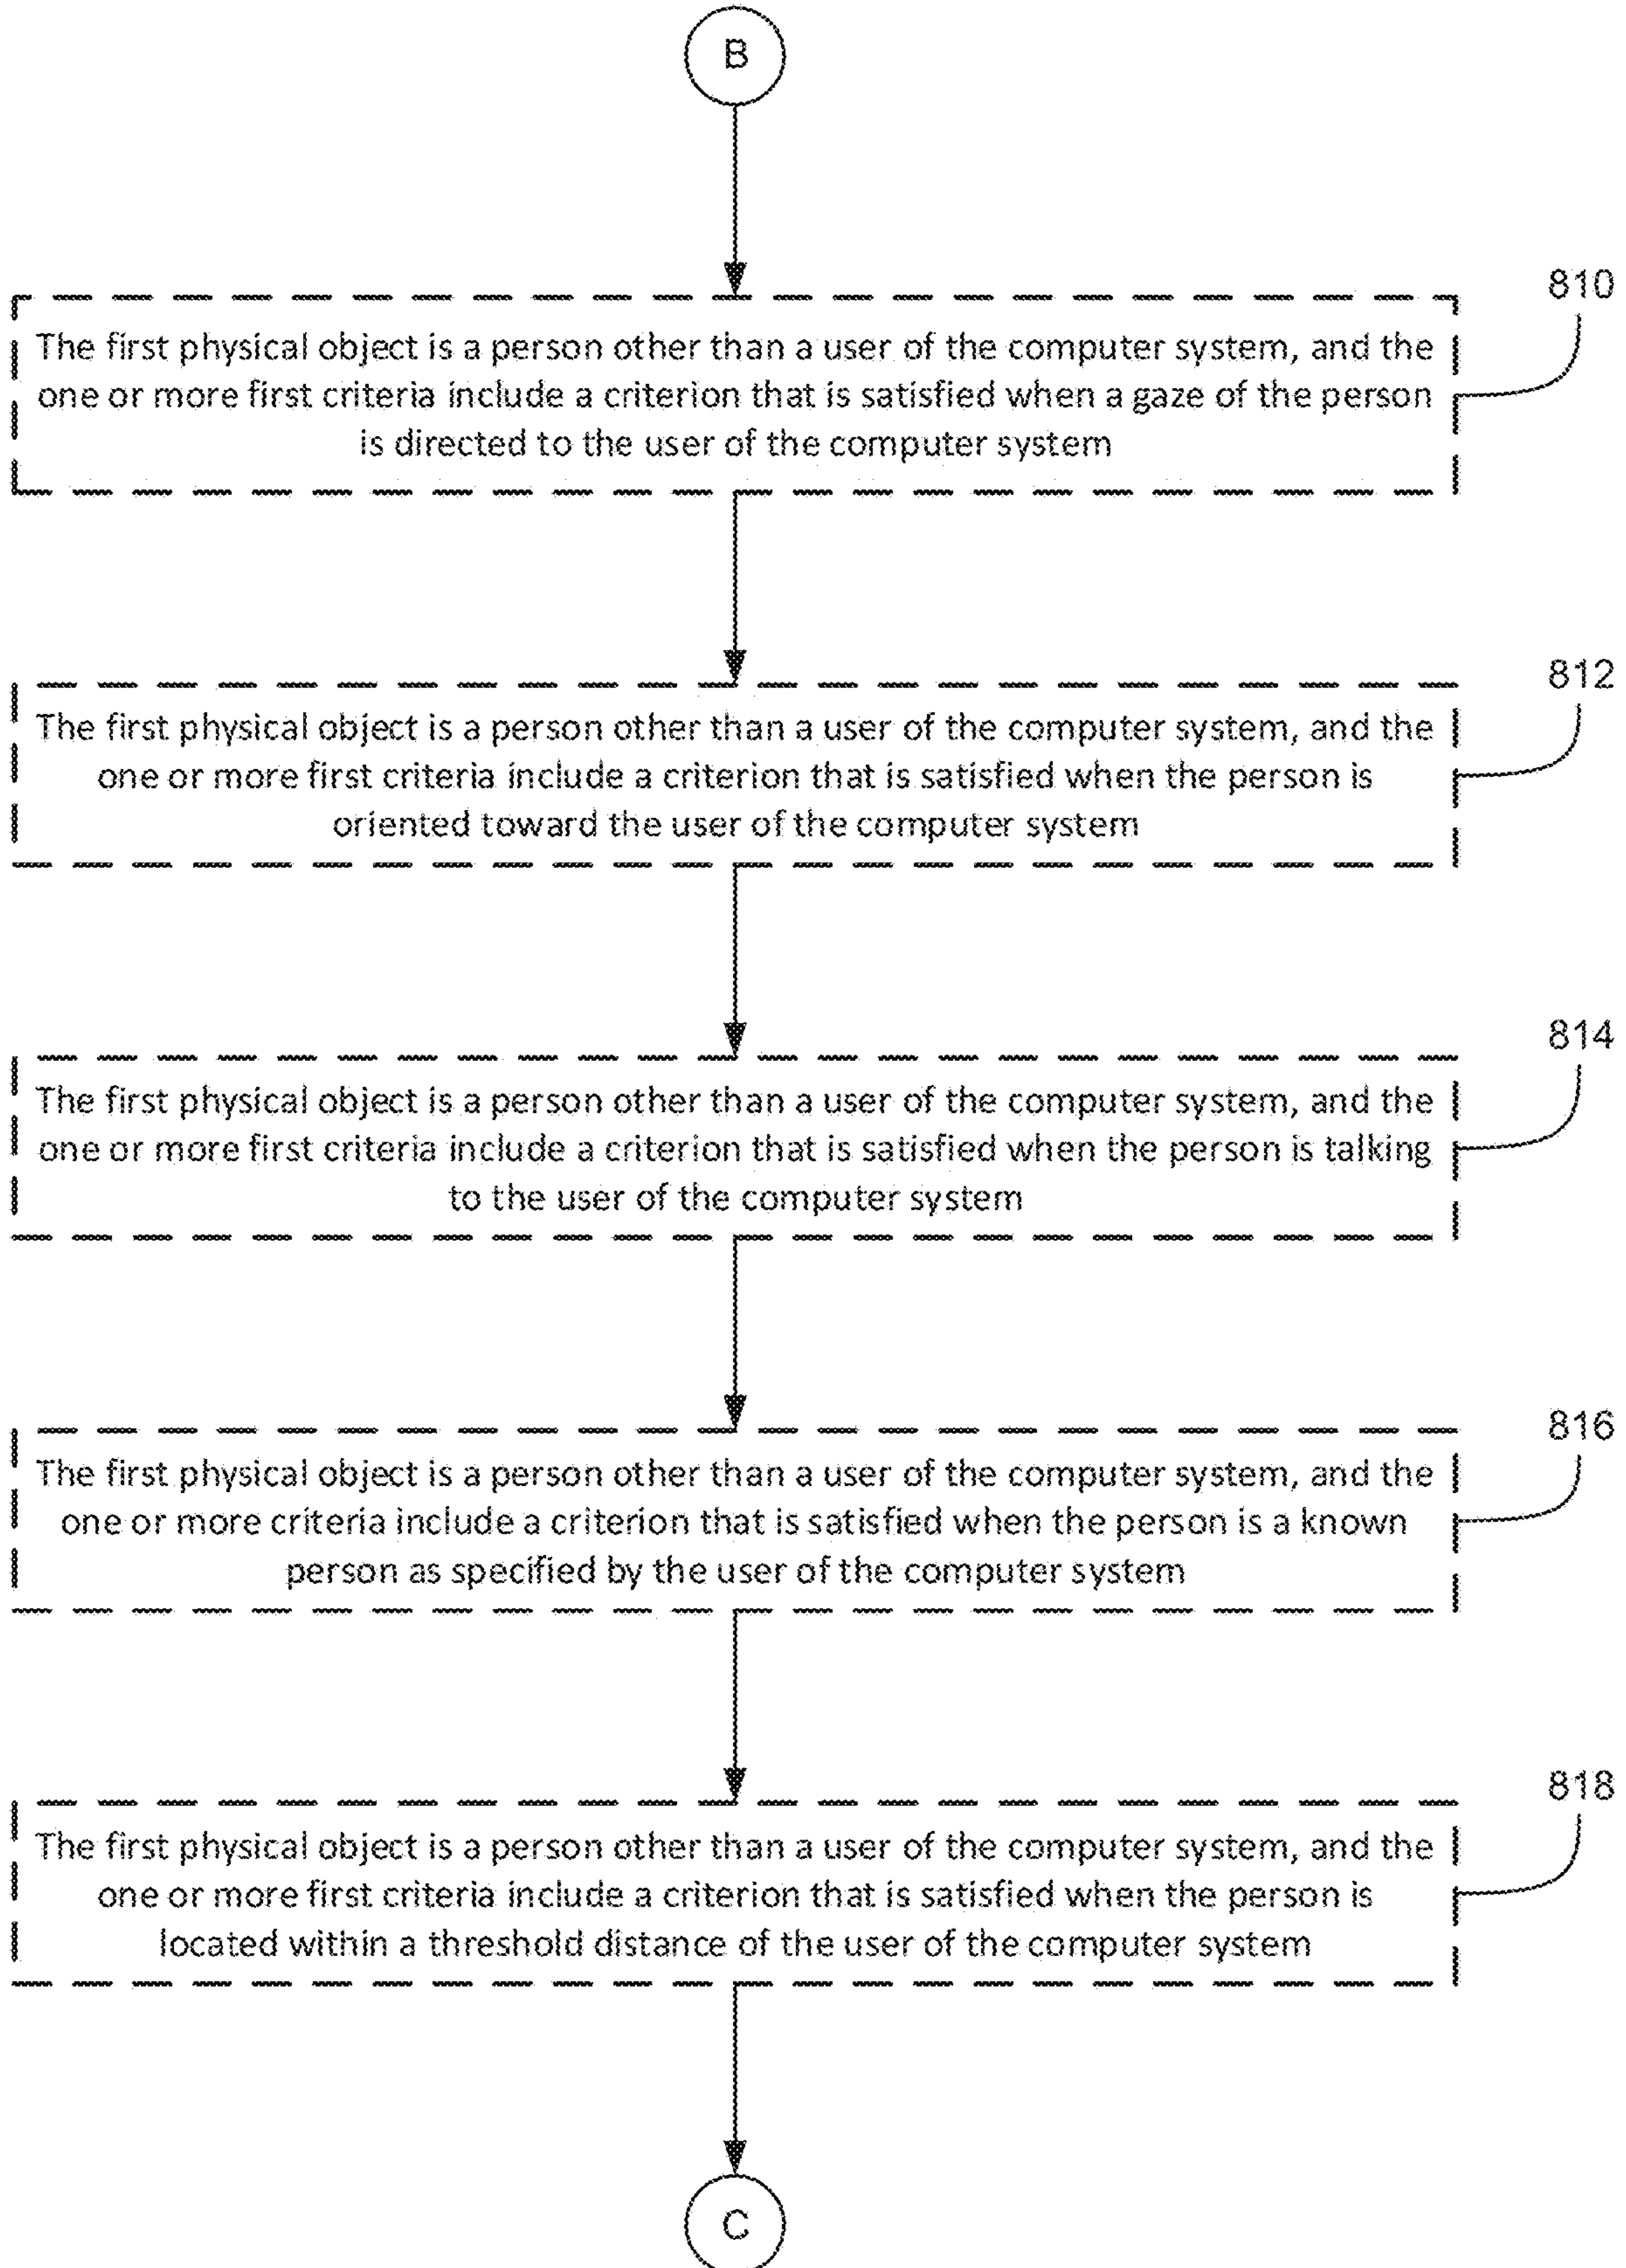 B
810
The first physical object is a person other than a user of the computer system, and the
one or more first criteria include a criterion that is satisfied when a gaze of the person
is directed to the user of the computer system
812
The first physical object is a person other than a user of the computer system, and the
one or more first criteria include a criterion that is satisfied when the person is
oriented toward the user of the computer system
814
The first physical object is a person other than a user of the computer system, and the
one or more first criteria include a criterion that is satisfied when the person is talking
to the user of the computer system
816
The first physical object is a person other than a user of the computer system, and the
one or more criteria include a criterion that is satisfied when the person is a known
person as specified by the user of the computer system
818
The first physical object is a person other than a user of the computer system, and the
one or more first criteria include a criterion that is satisfied when the person is
located within a threshold distance of the user of the computer system
C